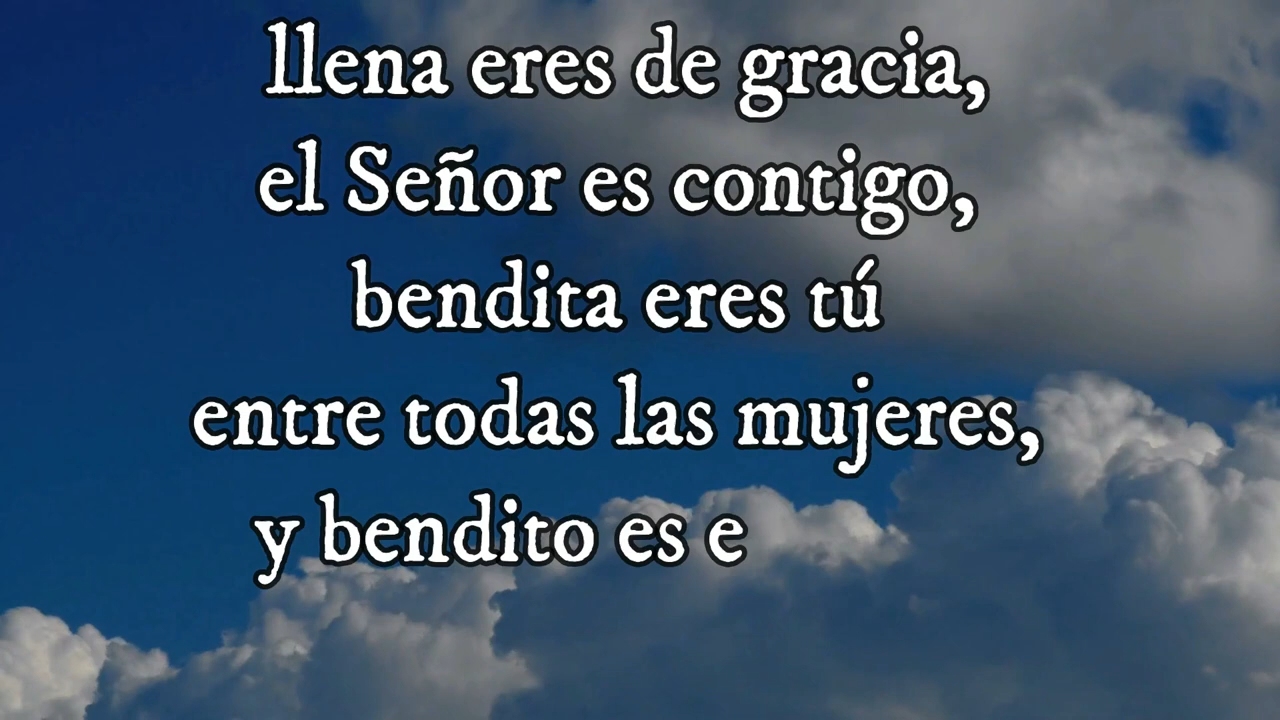 llena eres de gracia,
el Señor es contigo,
bendita eres tú
entre todas las mujeres,
y bendito es e